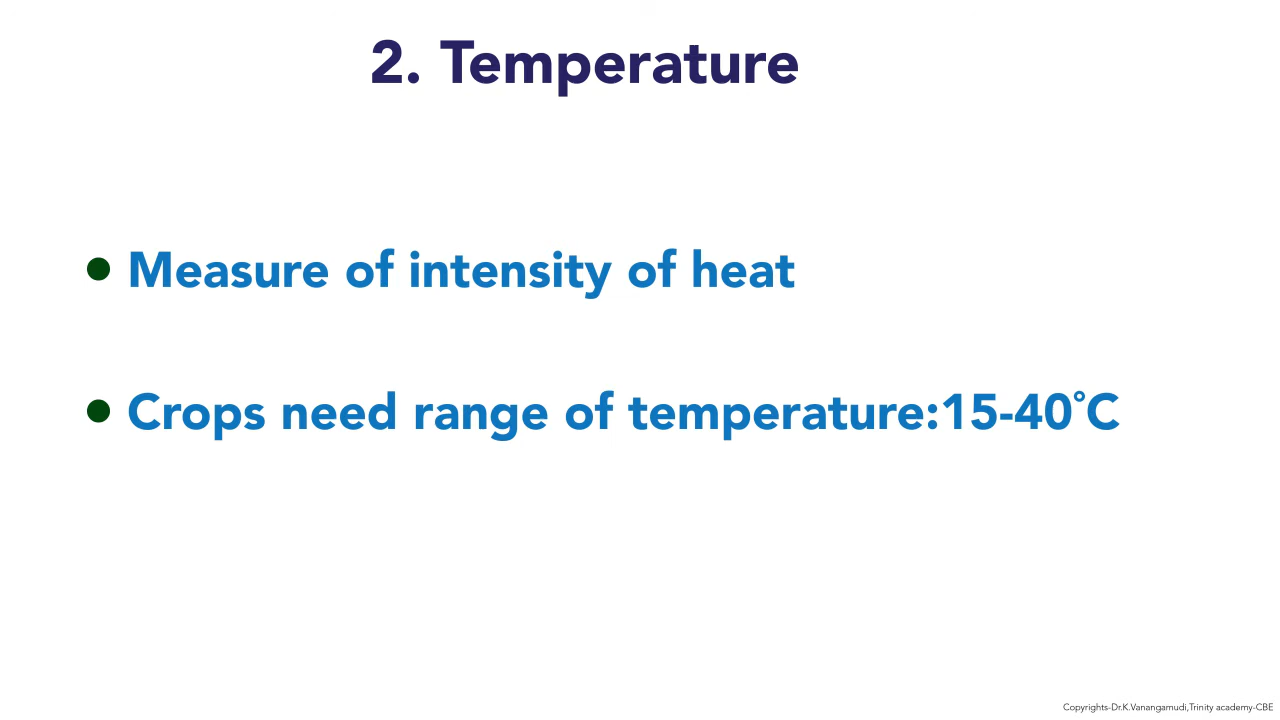 2. Temperature
● Measure of intensity of heat
● Crops need range of temperature:15-40˚C
Copyrights-Dr.K.Vanangamudi,Trinity academy-CBE